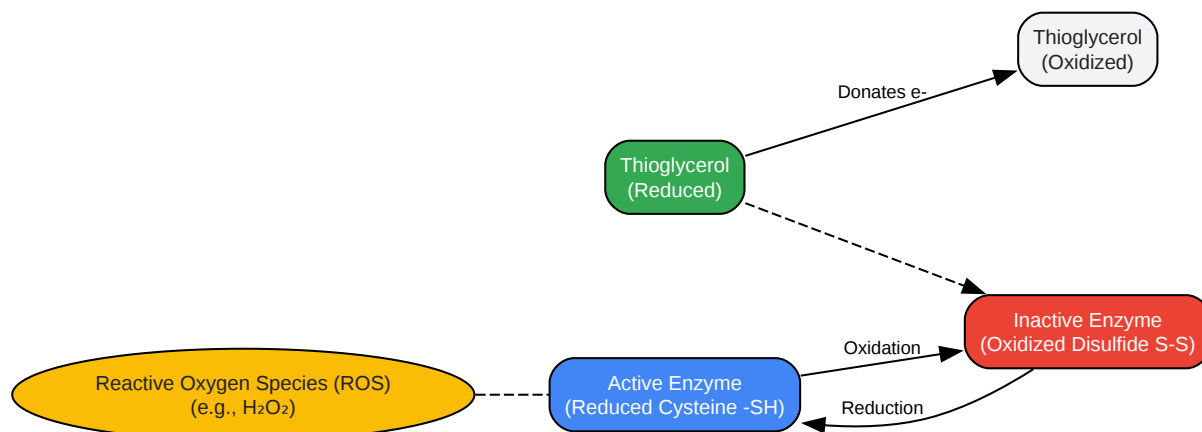 Thioglycerol
(Oxidized)
Donates e-
Thioglycerol
(Reduced)
Inactive Enzyme
(Oxidized Disulfide S-S)
Oxidation
Reactive Oxygen Species (ROS)
(e.g., H₂O₂)
Active Enzyme
(Reduced Cysteine -SH)
Reduction